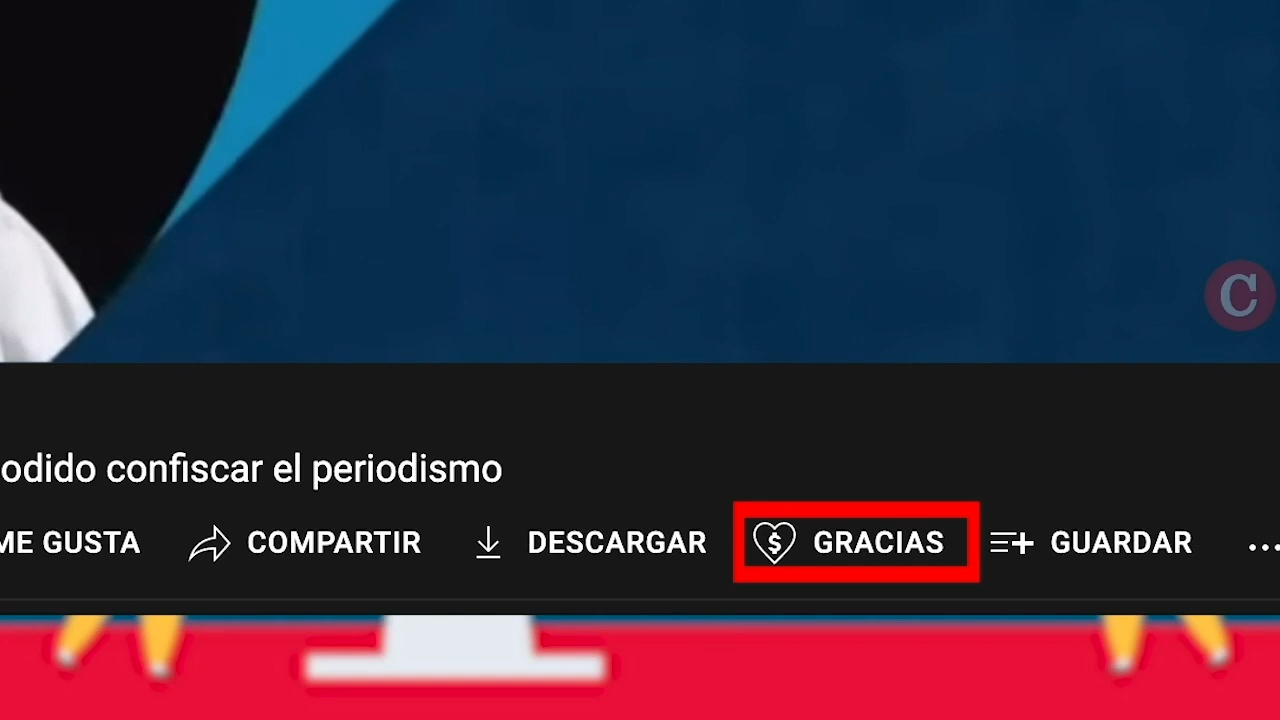 C
odido confiscar el periodismo
ME GUSTA COMPARTIR DESCARGAR $ GRACIAS GUARDAR ...